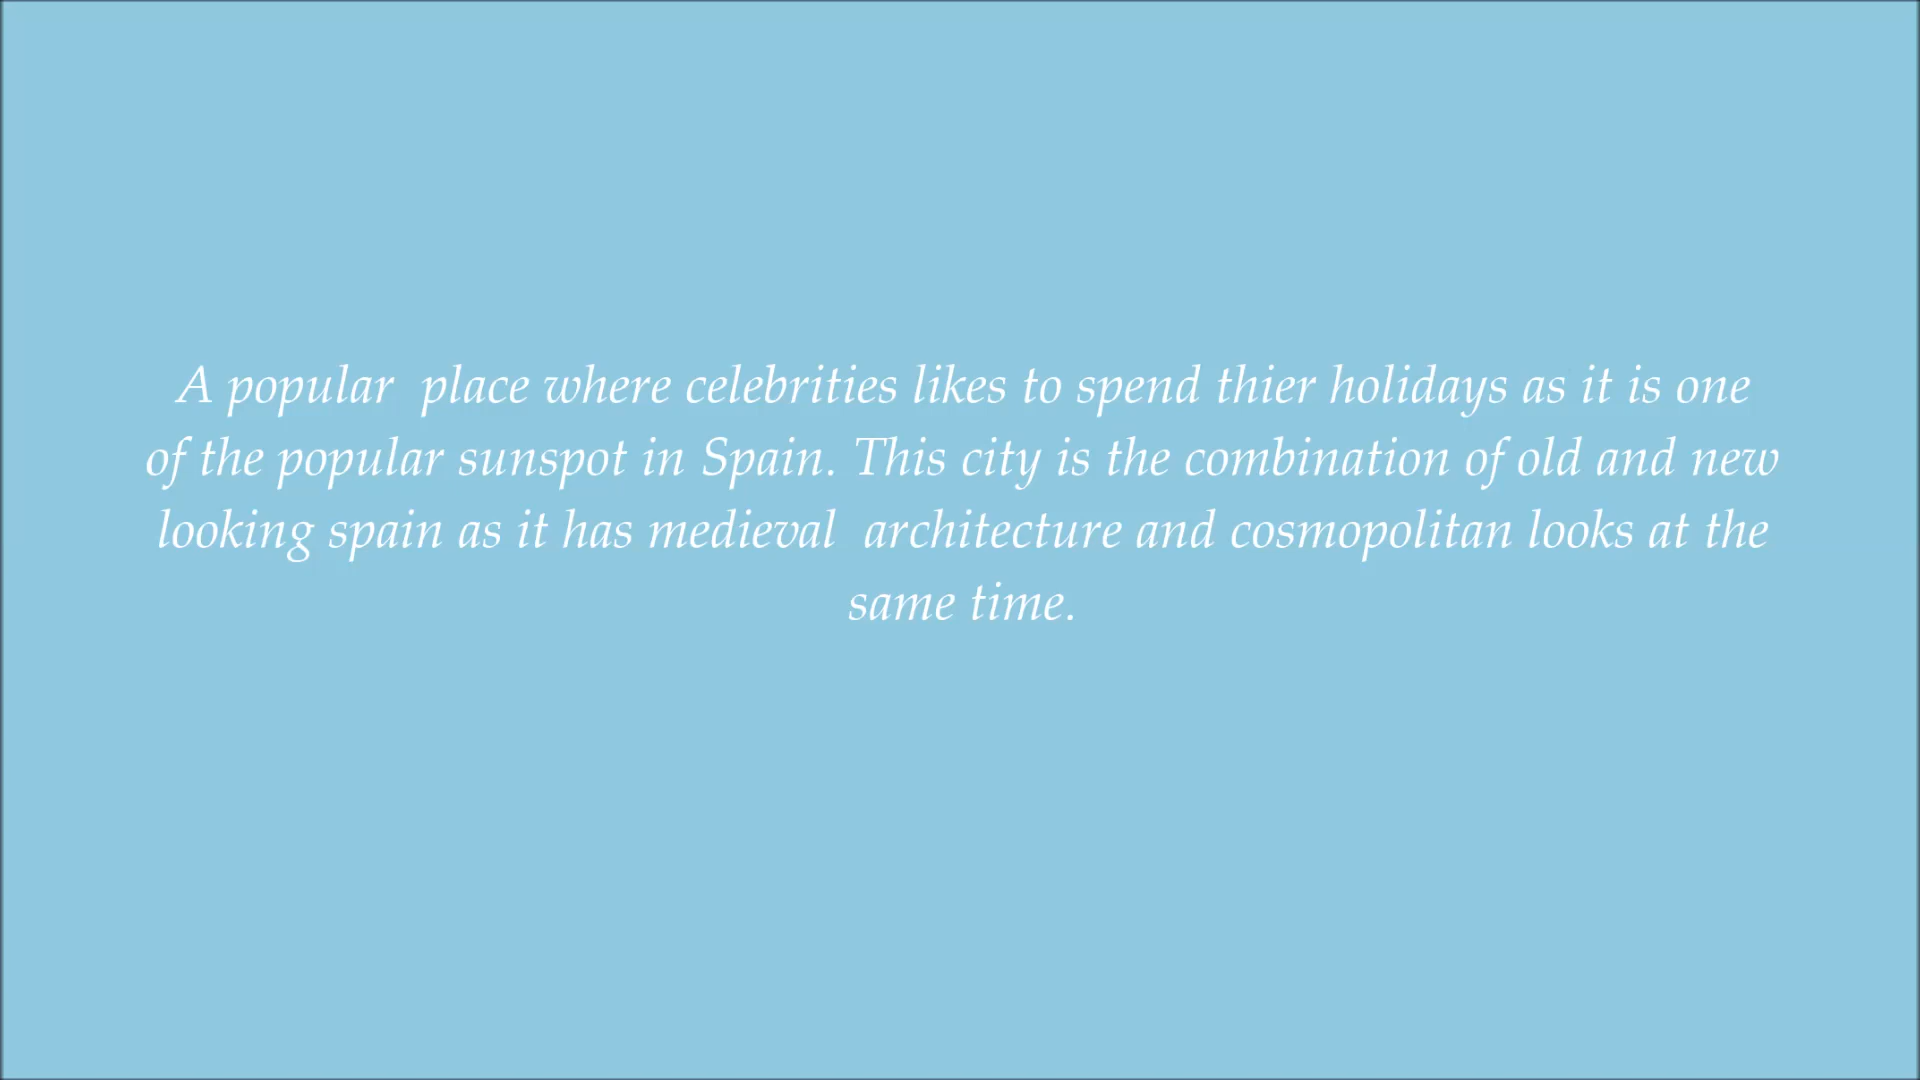 A popular  place where celebrities likes to spend thier holidays as it is one
of the popular sunspot in Spain. This city is the combination of old and new
looking spain as it has medieval  architecture and cosmopolitan looks at the
same time.